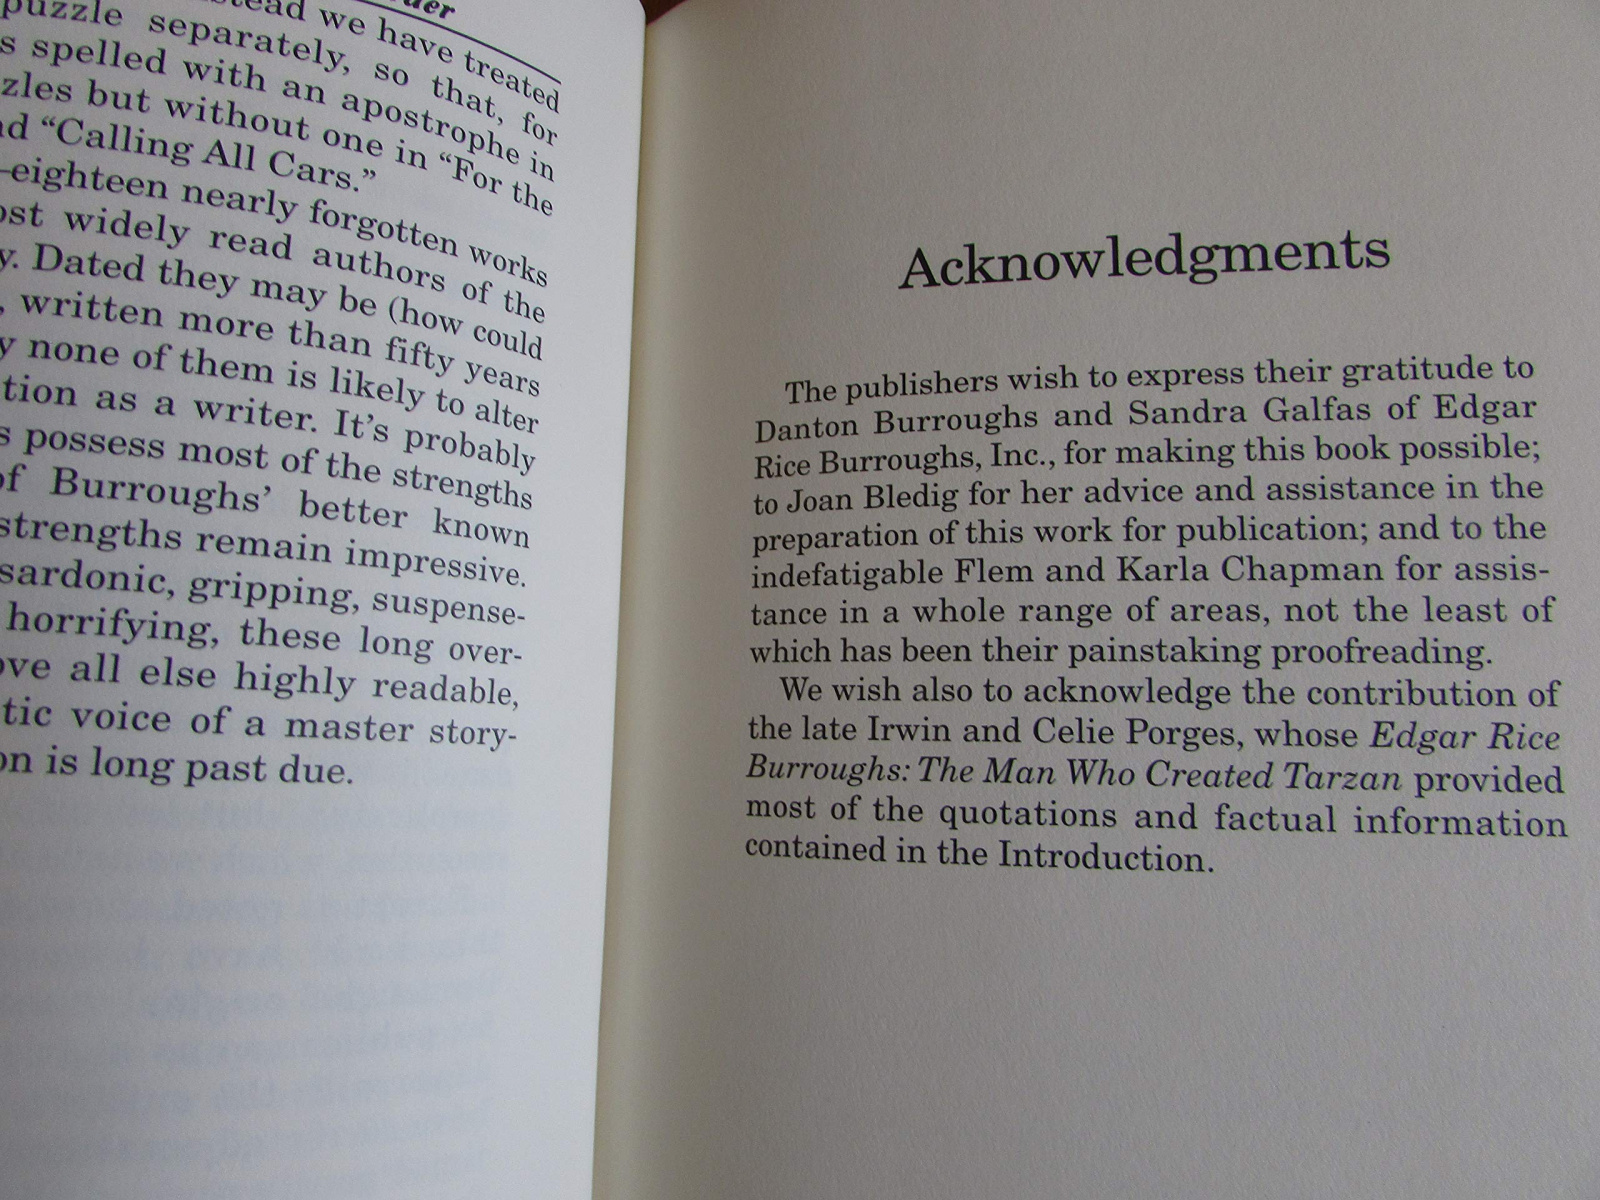 we have treated
puzzle separately, so that, for
spelled with an apostrophe in
but without one in “For the
“Calling All Cars.”
eighteen nearly forgotten works
widely read authors of the
Dated they may be (how could
, written more than fifty years
none of them is likely to alter
as a writer. It’s probably
possess most of the strengths
of Burroughs’ better known
strengths remain impressive.
sardonic, gripping, suspense-
horrifying, these long over-
all else highly readable,
voice of a master story-
is long past due.
Acknowledgments
The publishers wish to express their gratitude to
Danton Burroughs and Sandra Galfas of Edgar
Rice Burroughs, Inc., for making this book possible;
to Joan Bledig for her advice and assistance in the
preparation of this work for publication; and to the
indefatigable Flem and Karla Chapman for assis-
tance in a whole range of areas, not the least of
which has been their painstaking proofreading.
We wish also to acknowledge the contribution of
the late Irwin and Celie Porges, whose Edgar Rice
Burroughs: The Man Who Created Tarzan provided
most of the quotations and factual information
contained in the Introduction.